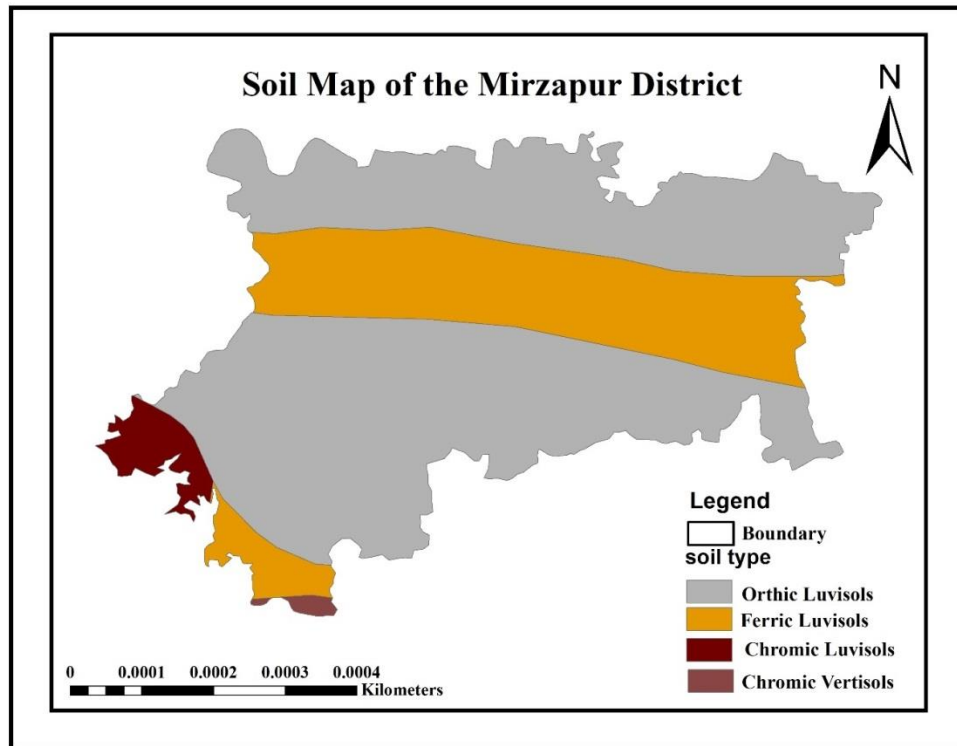 Soil Map of the Mirzapur District
N
Legend
Boundary
soil type
Orthic Luvisols
Ferric Luvisols
Chromic Luvisols
Chromic Vertisols
0 0.0001 0.0002 0.0003 0.0004
Kilometers